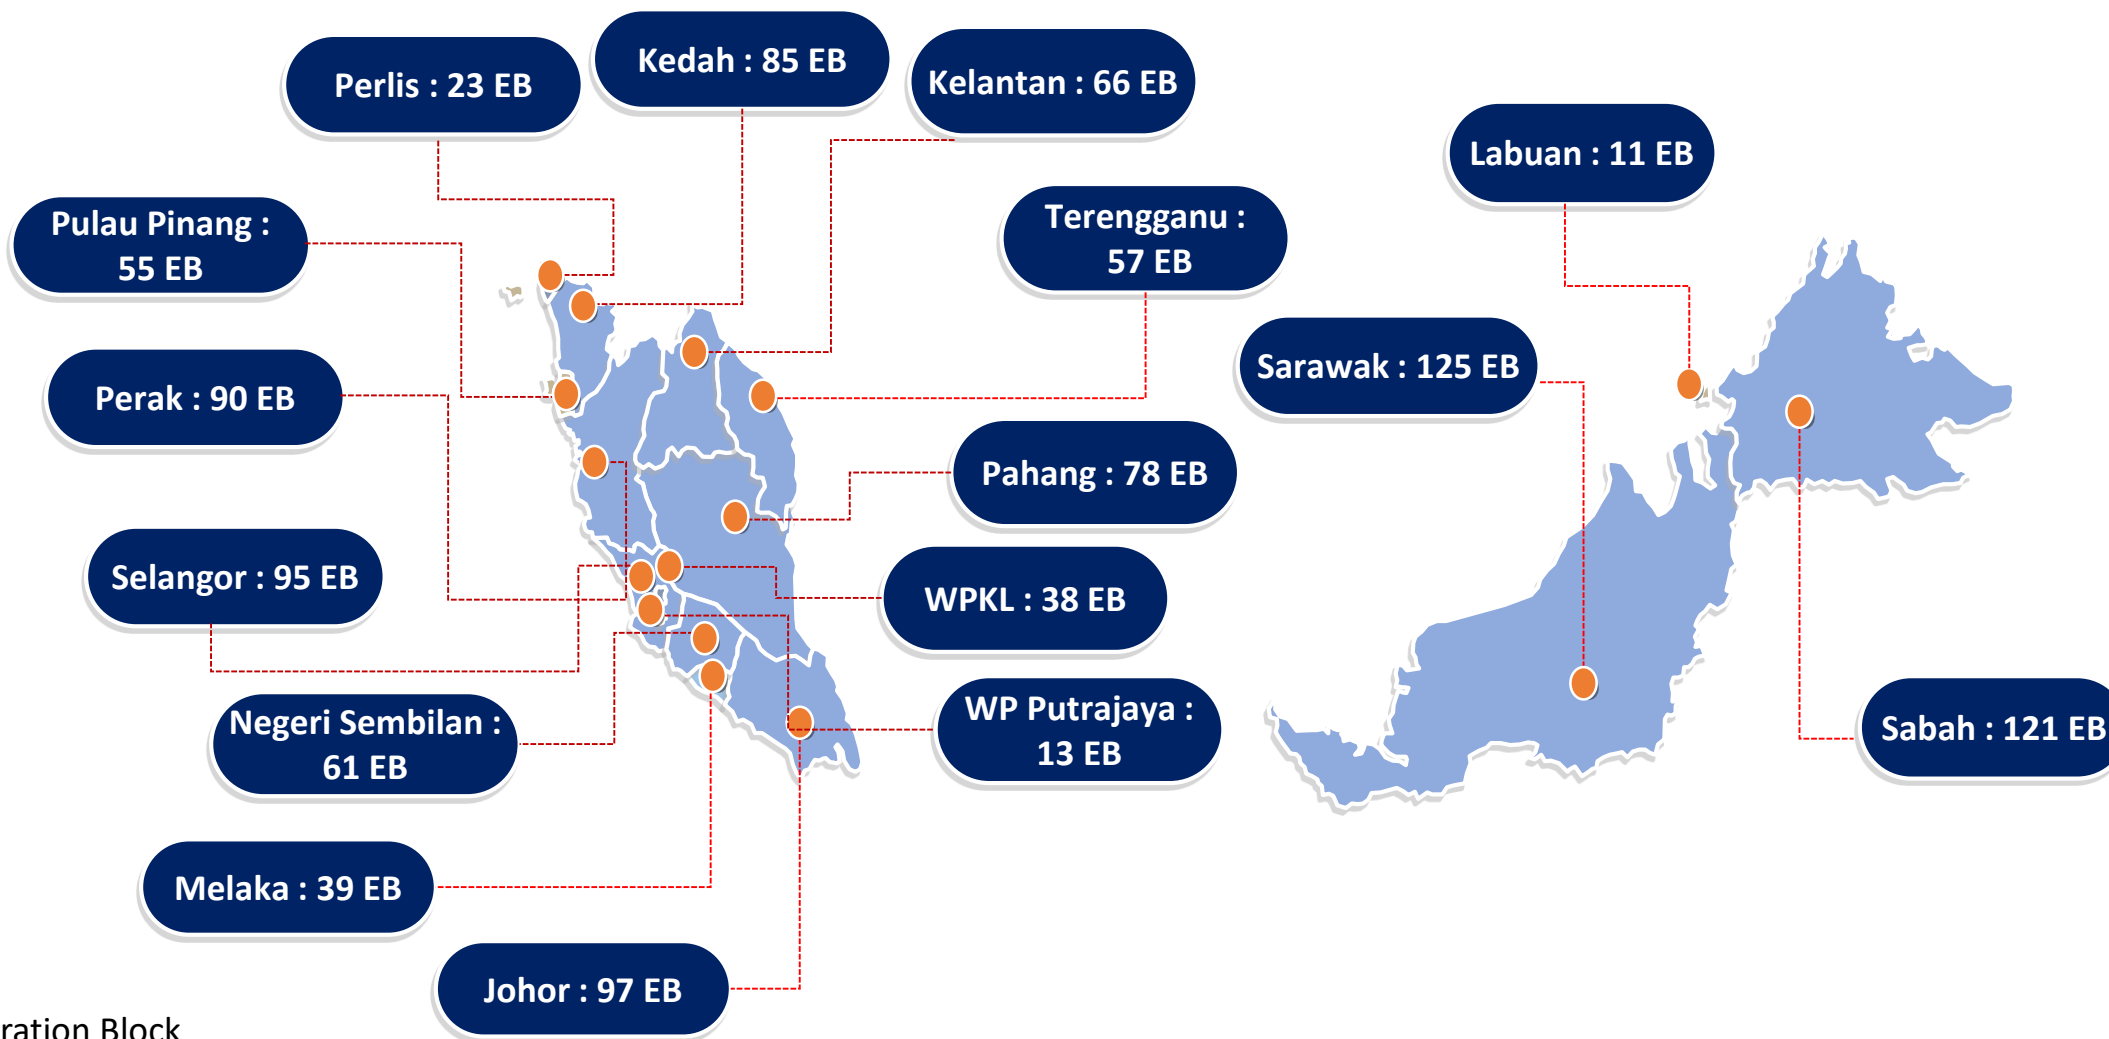 Kedah : 85 EB
Perlis : 23 EB
Kelantan : 66 EB
Labuan : 11 EB
Pulau Pinang :
55 EB
Terengganu :
57 EB
Sarawak : 125 EB
Perak : 90 EB
Pahang : 78 EB
Selangor : 95 EB
WPKL : 38 EB
Negeri Sembilan :
61 EB
WP Putrajaya :
13 EB
Sabah : 121 EB
Melaka : 39 EB
Johor : 97 EB
ration Block